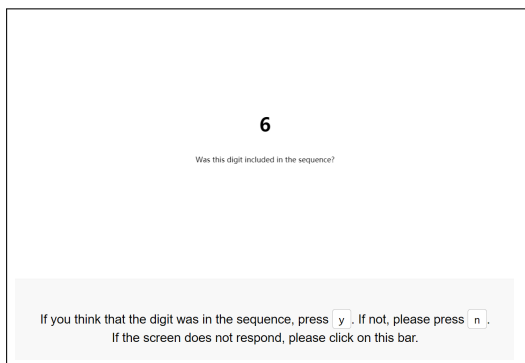 6
Was this digit included in the sequence?
If you think that the digit was in the sequence, press y. If not, please press n.
If the screen does not respond, please click on this bar.